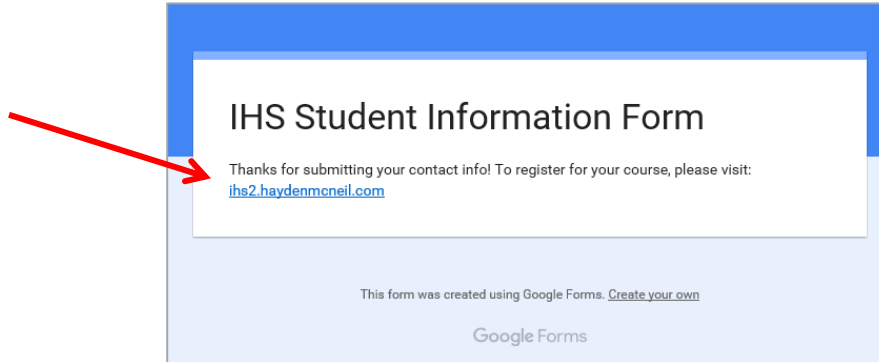 IHS Student Information Form
Thanks for submitting your contact info! To register for your course, please visit:
ihs2.haydenmcneil.com
This form was created using Google Forms. Create your own
Google Forms